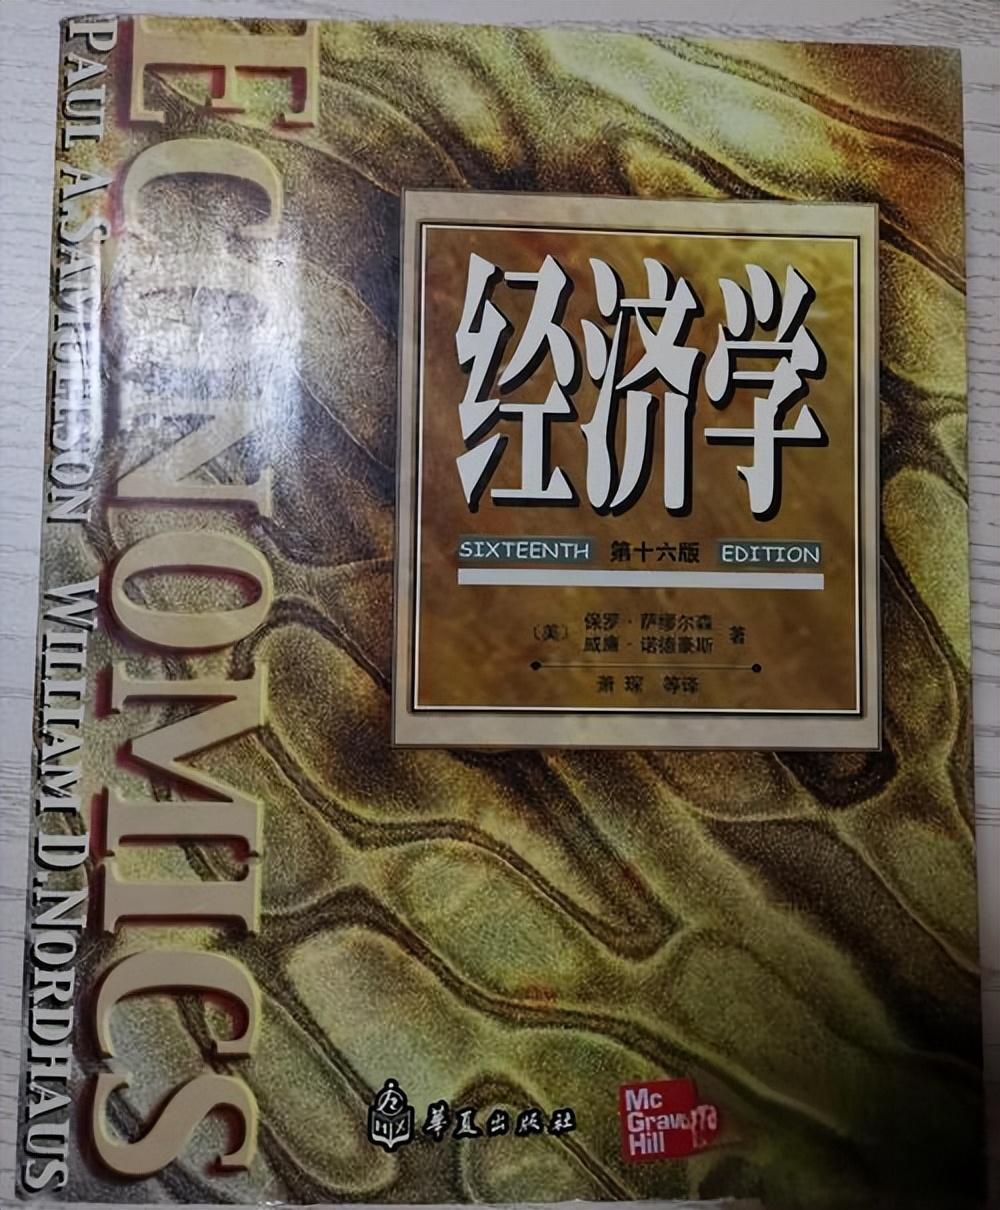 ECONOMICS
PAUL A.SAMUELSON WILLIAM D.NORDHAUS
经济学
SIXTEENTH 第十六版 EDITION
〔美〕 保罗·萨缪尔森
威廉·诺德豪斯 著
萧琛 等译
华夏出版社
Mc
Graw
Hill